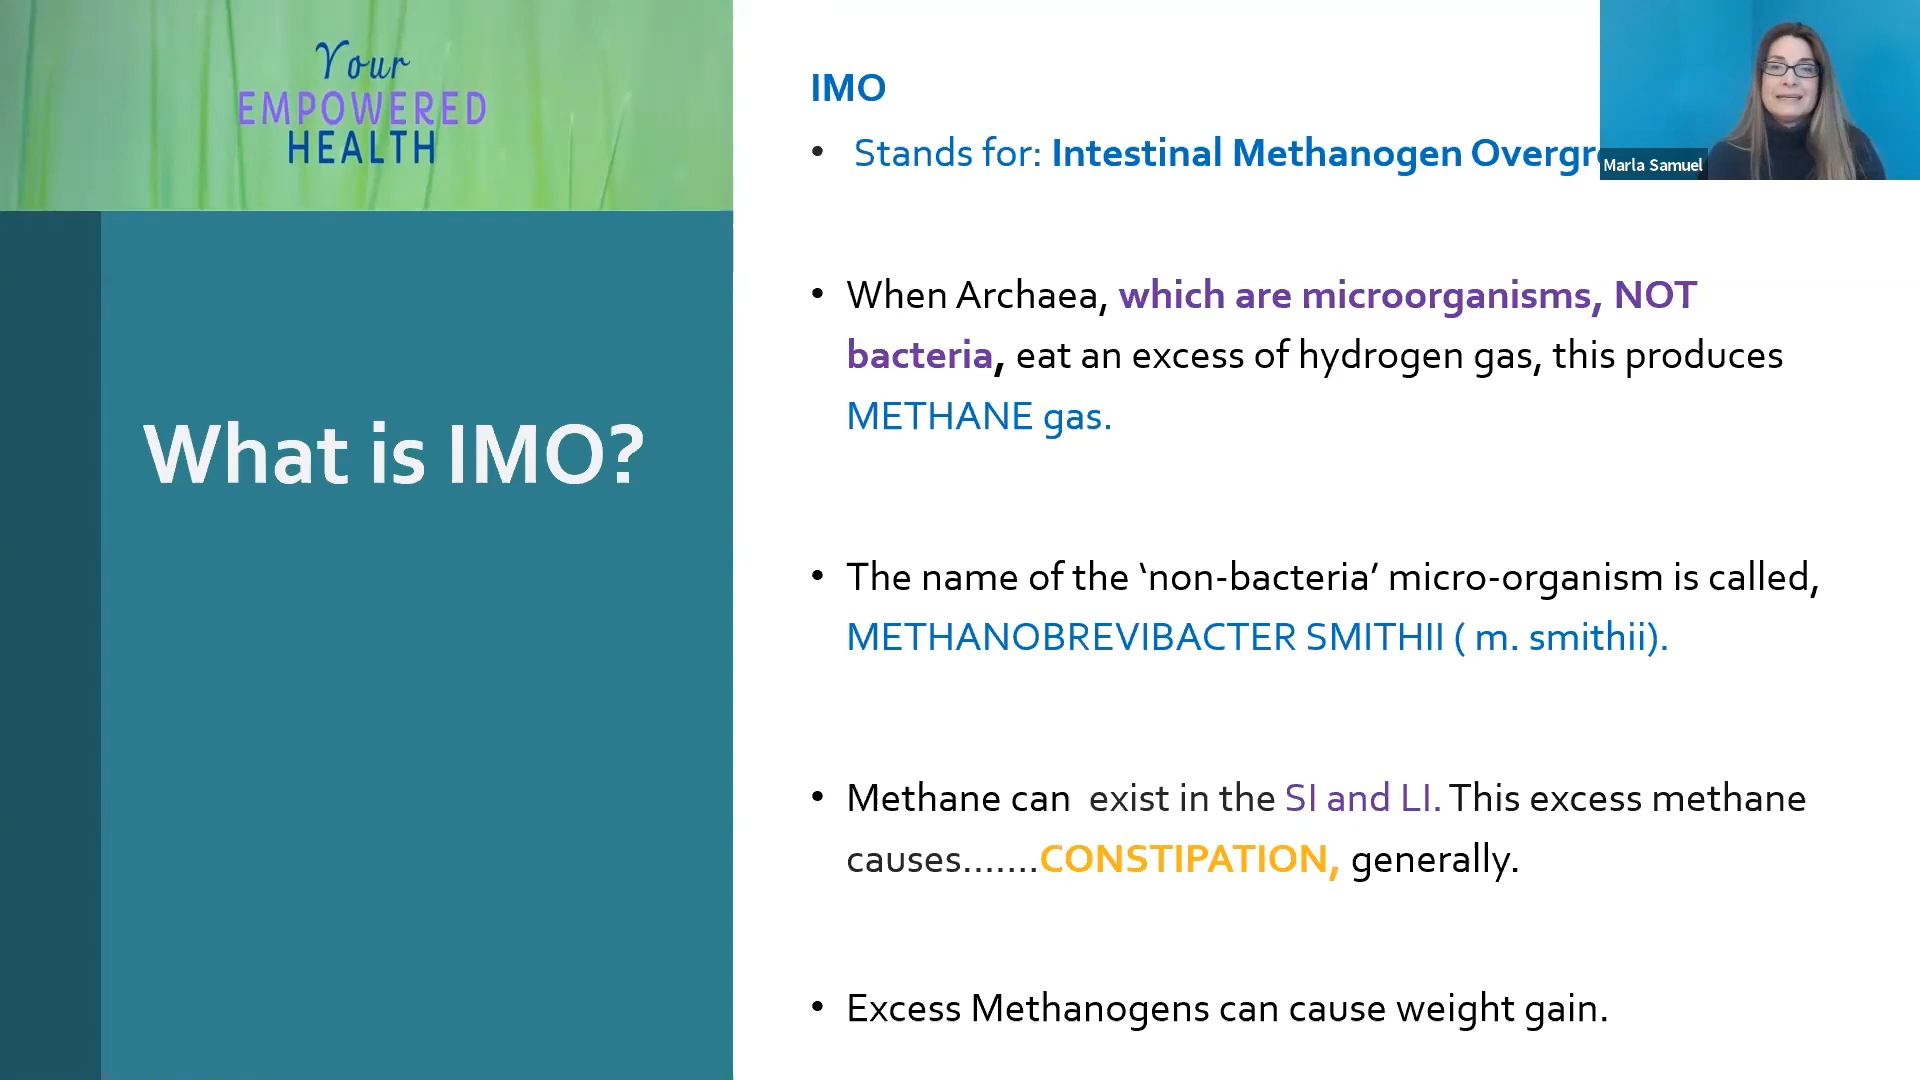 Your
EMPOWERED
HEALTH
What is IMO?
IMO
• Stands for: Intestinal Methanogen Overgr
Marla Samuel
• When Archaea, which are microorganisms, NOT
bacteria, eat an excess of hydrogen gas, this produces
METHANE gas.
• The name of the ‘non-bacteria’ micro-organism is called,
METHANOBREVIBACTER SMITHII ( m. smithii).
• Methane can  exist in the SI and LI. This excess methane
causes.......CONSTIPATION, generally.
• Excess Methanogens can cause weight gain.